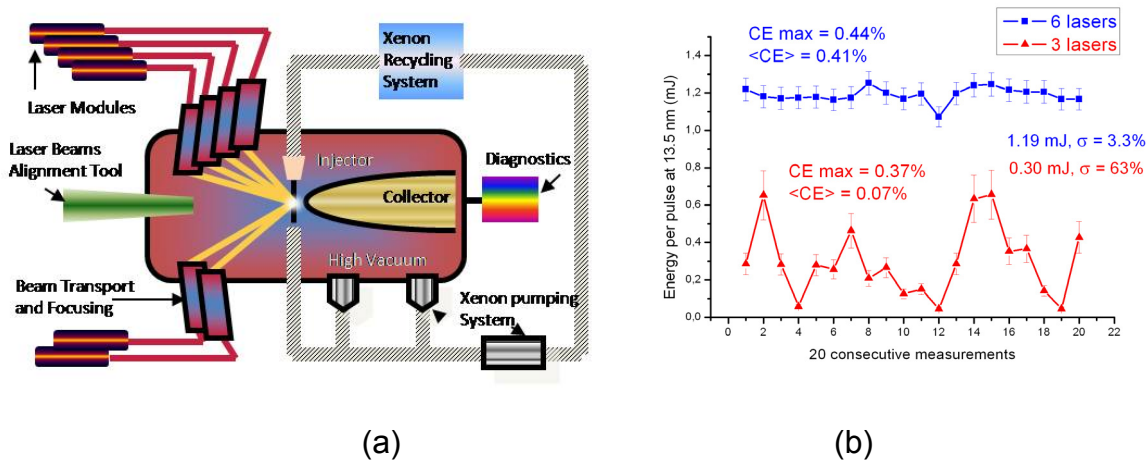 Xenon
Recycling
System
Laser Modules
Laser Beams
Alignment Tool
Injector
Diagnostics
Collector
High Vacuum
Beam Transport
and Focusing
Xenon pumping
System
(a)
6 lasers
3 lasers
CE max = 0.44%
<CE> = 0.41%
1.19 mJ, σ = 3.3%
0.30 mJ, σ = 63%
CE max = 0.37%
<CE> = 0.07%
Energy per pulse at 13.5 nm (mJ)
1.4
1.2
1.0
0.8
0.6
0.4
0.2
0,0
0 2 4 6 8 10 12 14 16 18 20 22
20 consecutive measurements
(b)